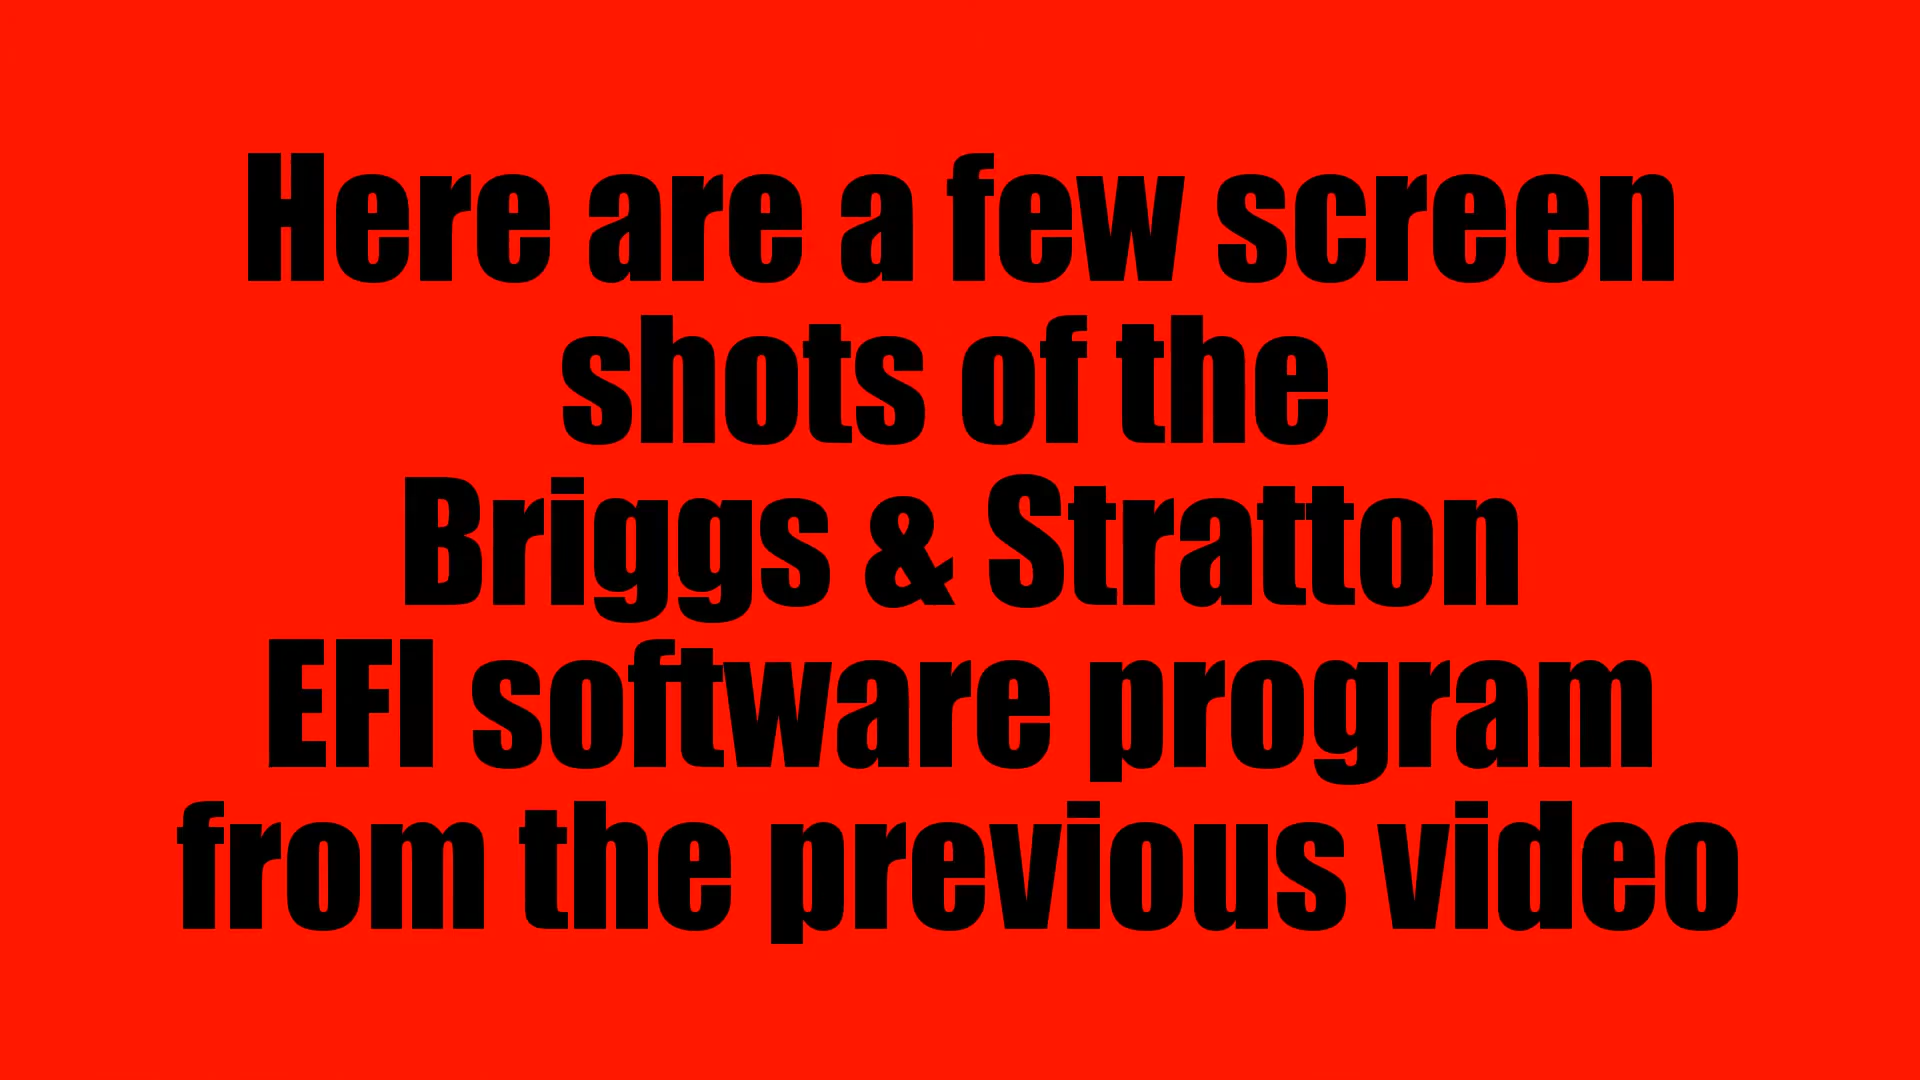 Here are a few screen
shots of the
Briggs & Stratton
EFI software program
from the previous video